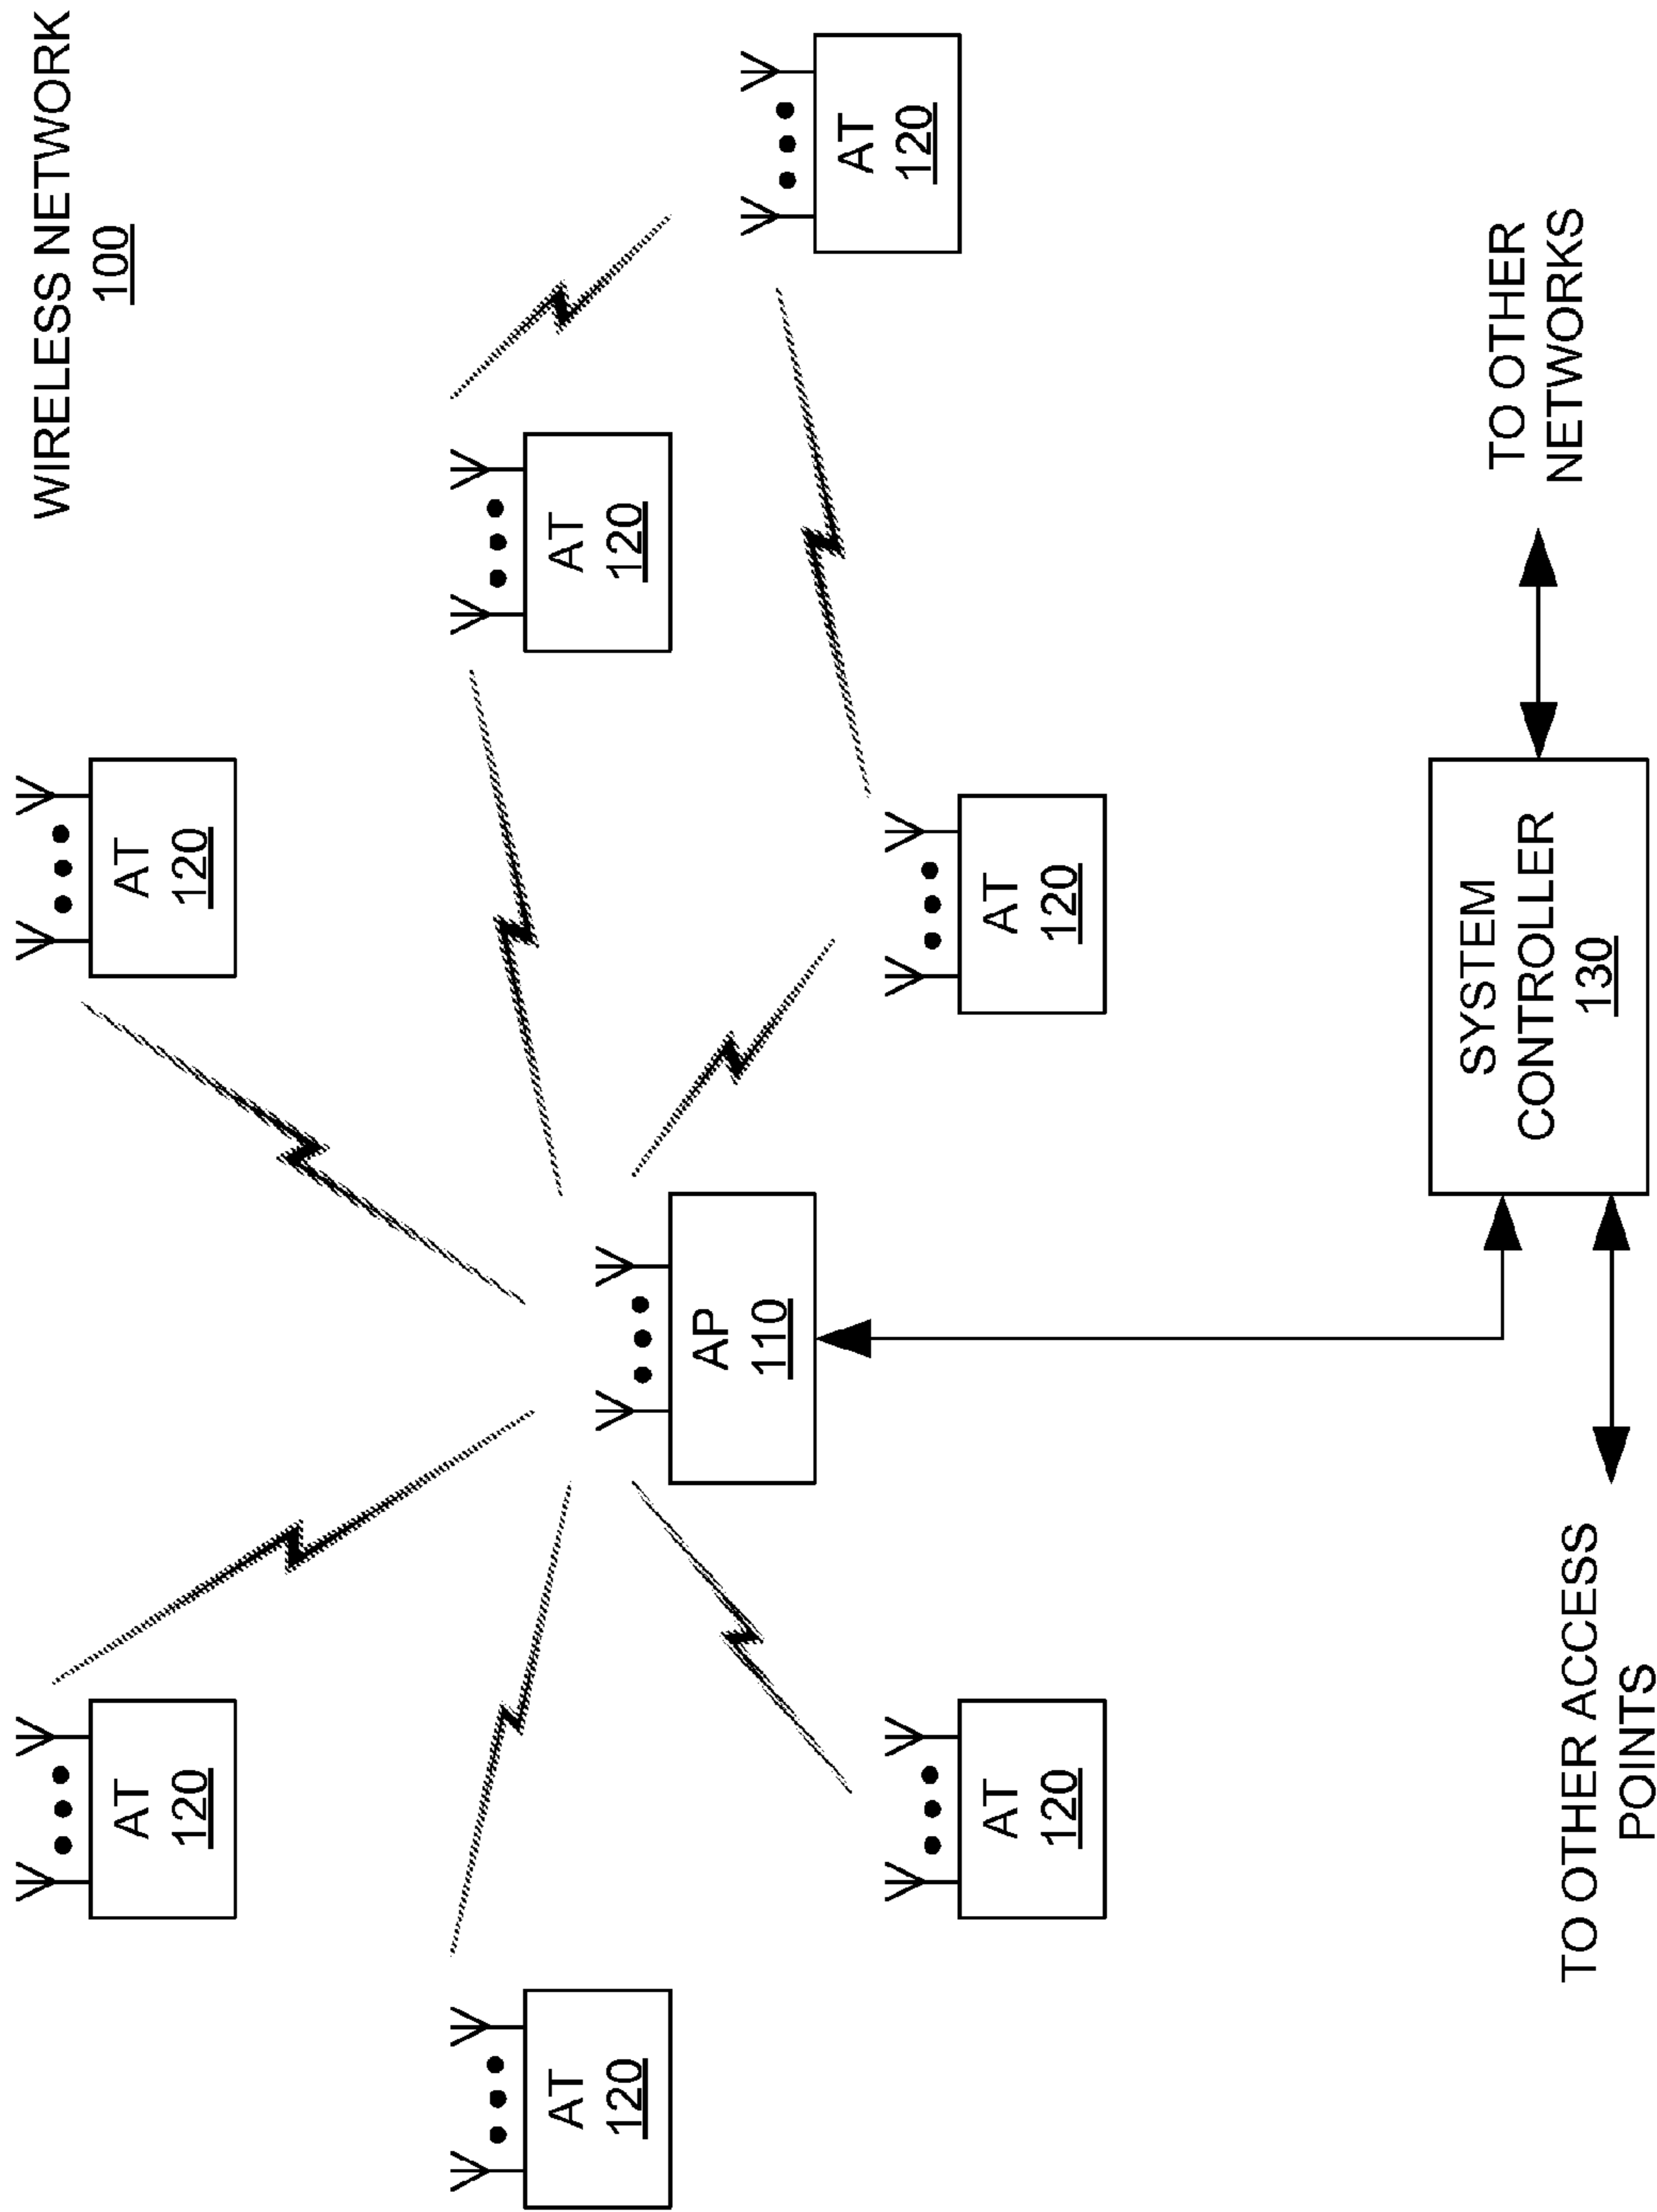 WIRELESS NETWORK
100
AT
120
AT
120
AT
120
AT
120
AP
110
AT
120
AT
120
AT
120
SYSTEM
CONTROLLER
130
TO OTHER
NETWORKS
TO OTHER ACCESS
POINTS